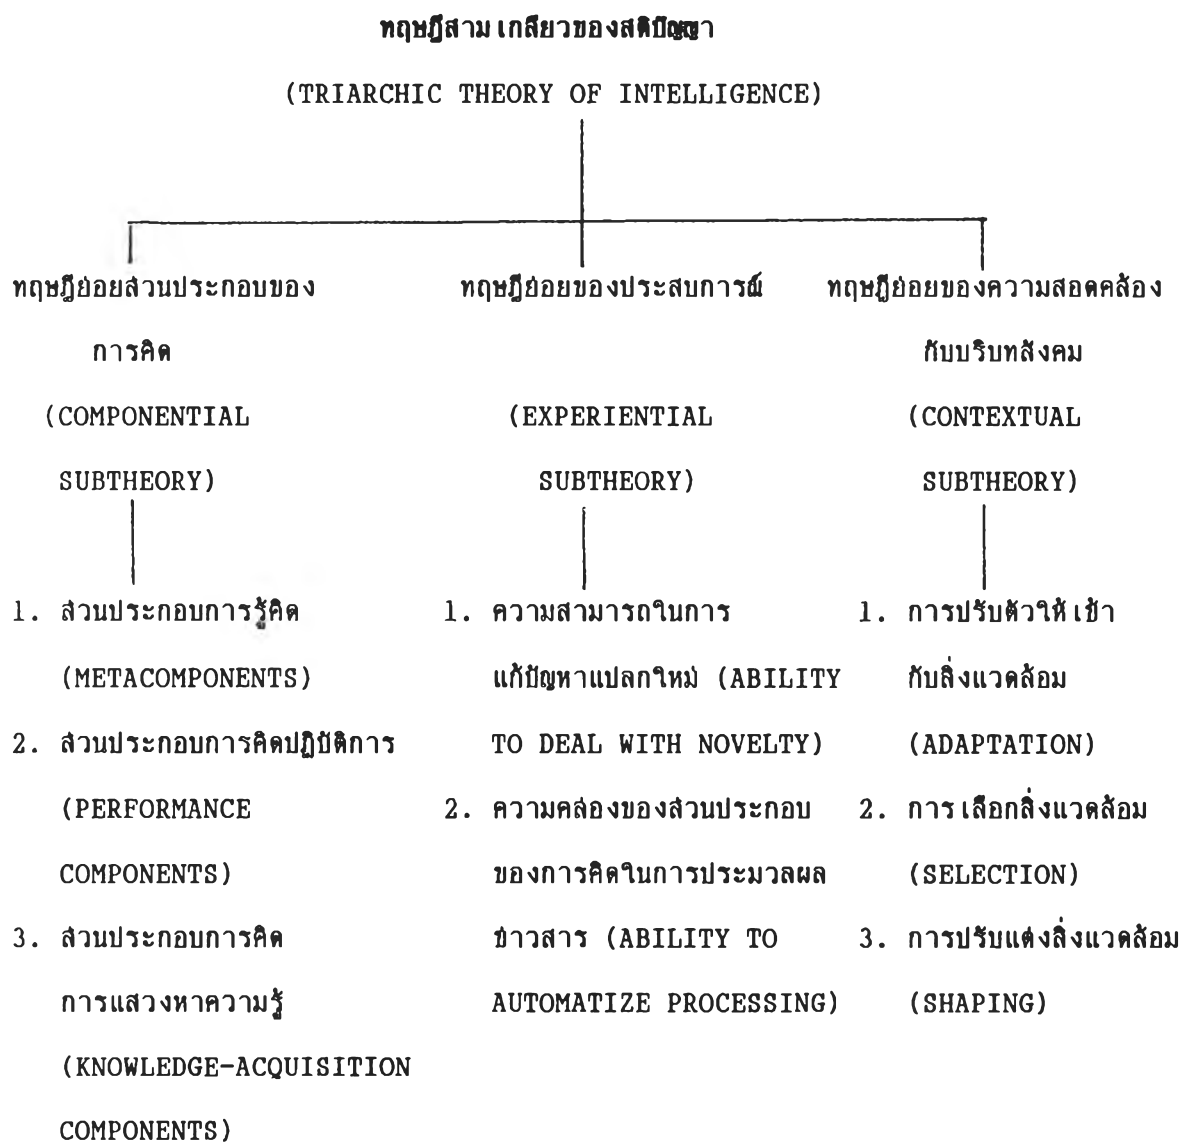 ทฤษฎีสามเกลียวของสติปัญญา
(TRIARCHIC THEORY OF INTELLIGENCE)
ทฤษฎีย่อยส่วนประกอบของ
การคิด
(COMPONENTIAL
SUBTHEORY)
1. ส่วนประกอบการรู้คิด
(METACOMPONENTS)
2. ส่วนประกอบการคิดปฏิบัติการ
(PERFORMANCE
COMPONENTS)
3. ส่วนประกอบการคิด
การแสวงหาความรู้
(KNOWLEDGE-ACQUISITION
COMPONENTS)
ทฤษฎีย่อยของประสบการณ์
(EXPERIENTIAL
SUBTHEORY)
1. ความสามารถในการ
แก้ปัญหาแปลกใหม่ (ABILITY
TO DEAL WITH NOVELTY)
2. ความคล่องของส่วนประกอบ
ของการคิดในการประมวลผล
ข่าวสาร (ABILITY TO
AUTOMATIZE PROCESSING)
ทฤษฎีย่อยของความสอดคล้อง
กับบริบทสังคม
(CONTEXTUAL
SUBTHEORY)
1. การปรับตัวให้เข้า
กับสิ่งแวดล้อม
(ADAPTATION)
2. การเลือกสิ่งแวดล้อม
(SELECTION)
3. การปรับแต่งสิ่งแวดล้อม
(SHAPING)